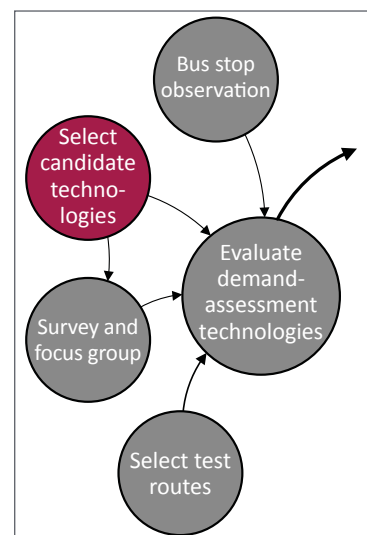 Bus stop
observation
Select
candidate
techno-
logies
Evaluate
demand-
assessment
technologies
Survey and
focus group
Select test
routes